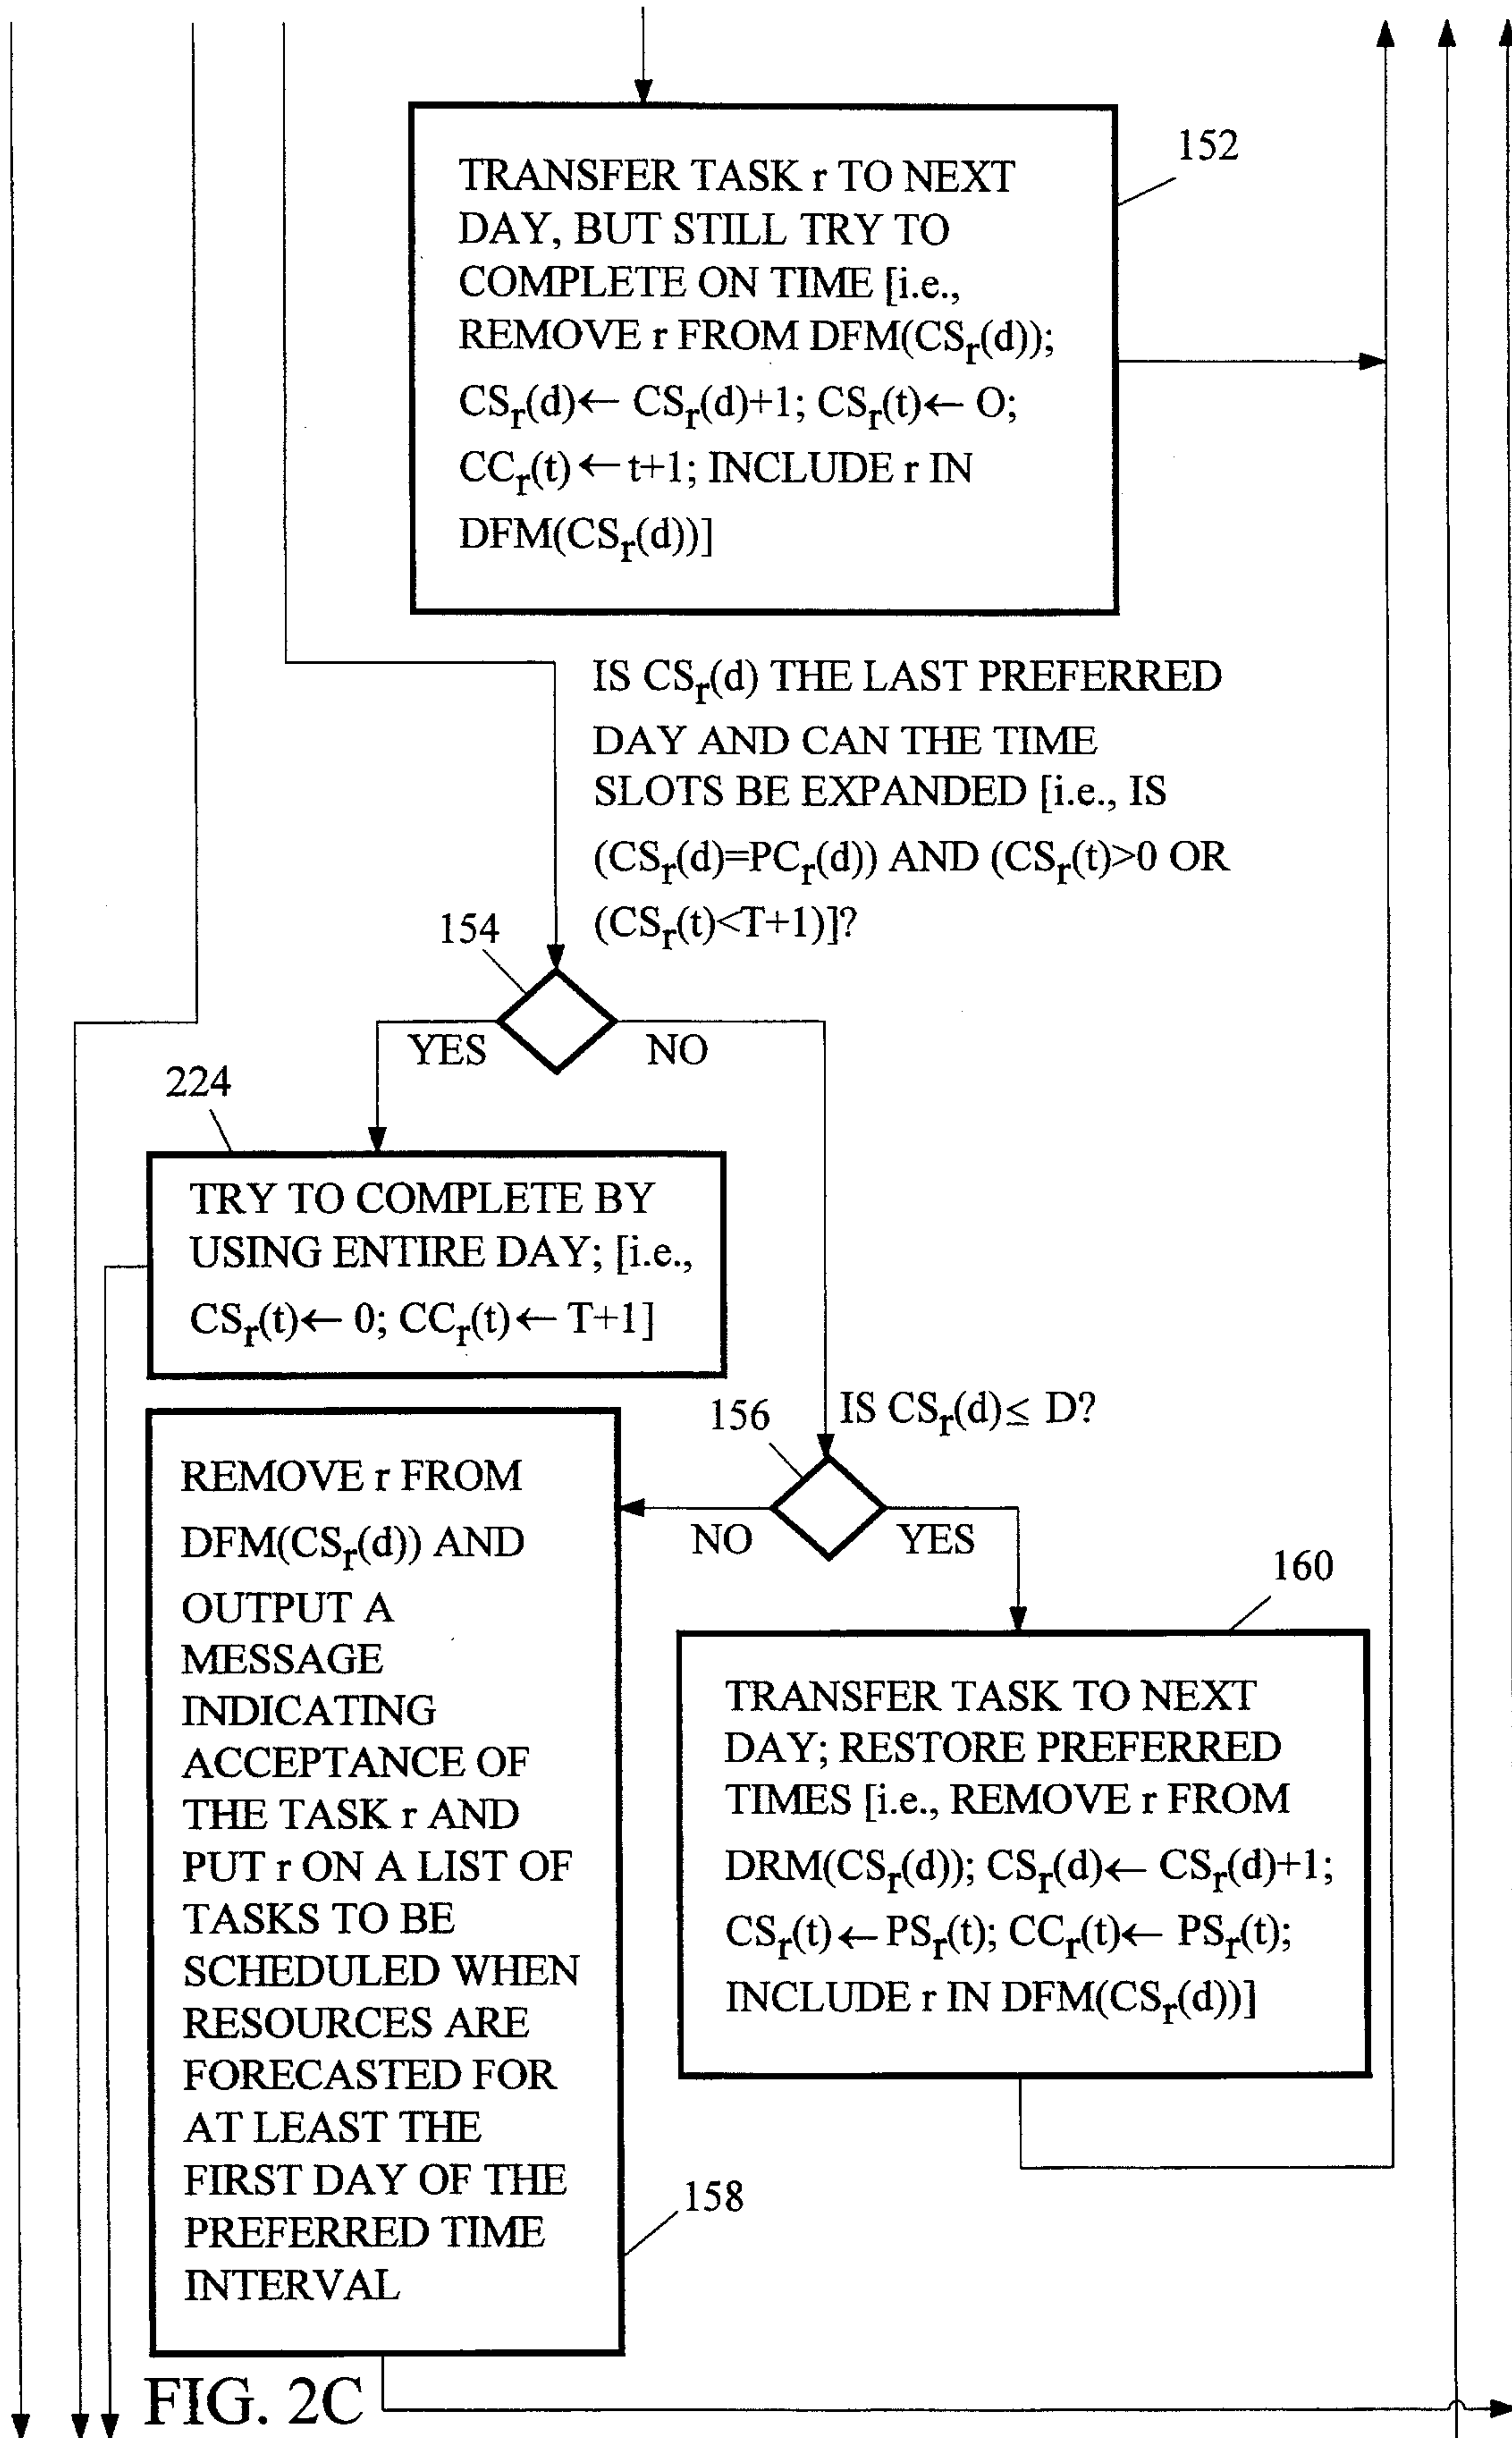 152
TRANSFER TASK r TO NEXT
DAY, BUT STILL TRY TO
COMPLETE ON TIME [i.e.,
REMOVE r FROM DFM(CSr(d));
CSr(d)← CSr(d)+1; CSr(t)← O;
CCr(t)←t+1; INCLUDE r IN
DFM(CSr(d))]
IS CSr(d) THE LAST PREFERRED
DAY AND CAN THE TIME
SLOTS BE EXPANDED [i.e., IS
(CSr(d)=PCr(d)) AND (CSr(t)>0 OR
(CSr(t)<T+1)]?
154
YES
NO
224
TRY TO COMPLETE BY
USING ENTIRE DAY; [i.e.,
CSr(t)← 0; CCr(t)← T+1]
156
IS CSr(d)≤ D?
NO
YES
REMOVE r FROM
DFM(CSr(d)) AND
OUTPUT A
MESSAGE
INDICATING
ACCEPTANCE OF
THE TASK r AND
PUT r ON A LIST OF
TASKS TO BE
SCHEDULED WHEN
RESOURCES ARE
FORECASTED FOR
AT LEAST THE
FIRST DAY OF THE
PREFERRED TIME
INTERVAL
158
160
TRANSFER TASK TO NEXT
DAY; RESTORE PREFERRED
TIMES [i.e., REMOVE r FROM
DRM(CSr(d)); CSr(d)← CSr(d)+1;
CSr(t)←PSr(t); CCr(t)← PSr(t);
INCLUDE r IN DFM(CSr(d))]
FIG. 2C